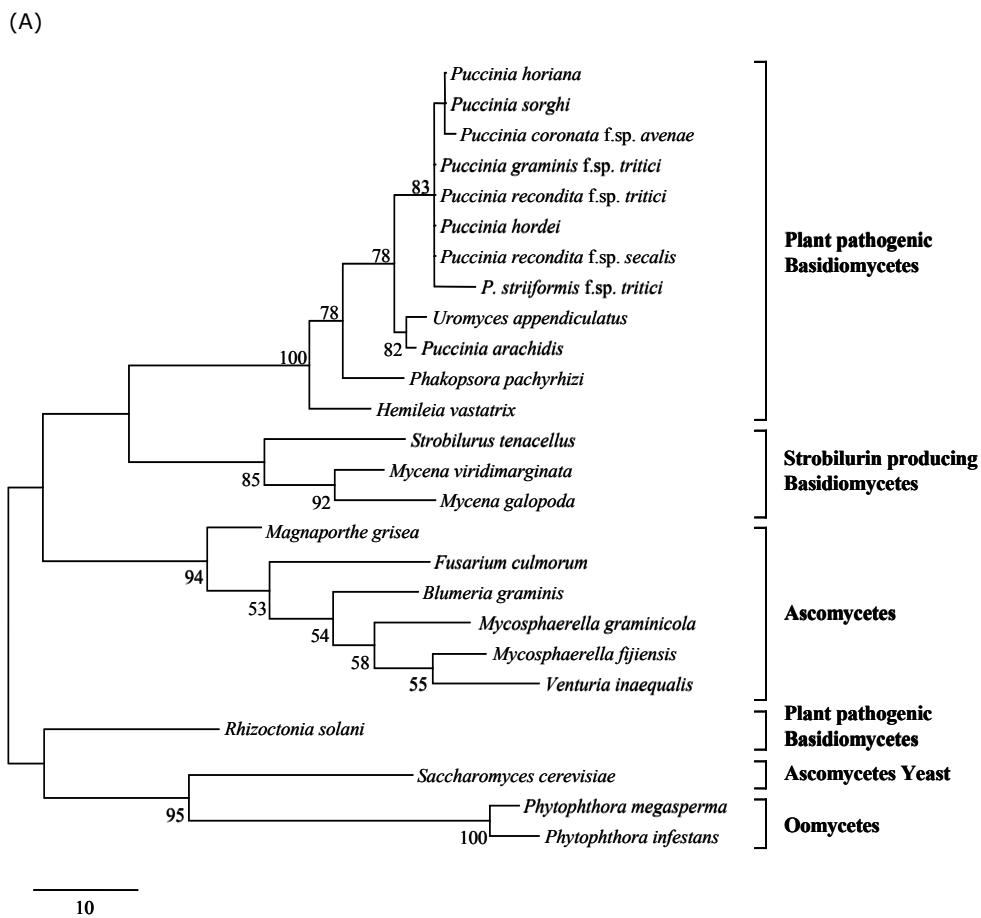 (A)
Puccinia horiana
Puccinia sorghi
Puccinia coronata f.sp. avenae
Puccinia graminis f.sp. tritici
83
Puccinia recondita f.sp. tritici
Puccinia hordei
Plant pathogenic
Basidiomycetes
78
Puccinia recondita f.sp. secalis
P. striiformis f.sp. tritici
78
Uromyces appendiculatus
82
Puccinia arachidis
100
Phakopsora pachyrhizi
Hemileia vastatrix
Strobilurus tenacellus
Strobilurin producing
Basidiomycetes
85
Mycena viridimarginata
92
Mycena galopoda
Magnaporthe grisea
94
Fusarium culmorum
53
Blumeria graminis
Ascomycetes
54
Mycosphaerella graminicola
58
Mycosphaerella fijiensis
55
Venturia inaequalis
Plant pathogenic
Basidiomycetes
Rhizoctonia solani
Saccharomyces cerevisiae
Ascomycetes Yeast
95
Phytophthora megasperma
Oomycetes
100
Phytophthora infestans
10